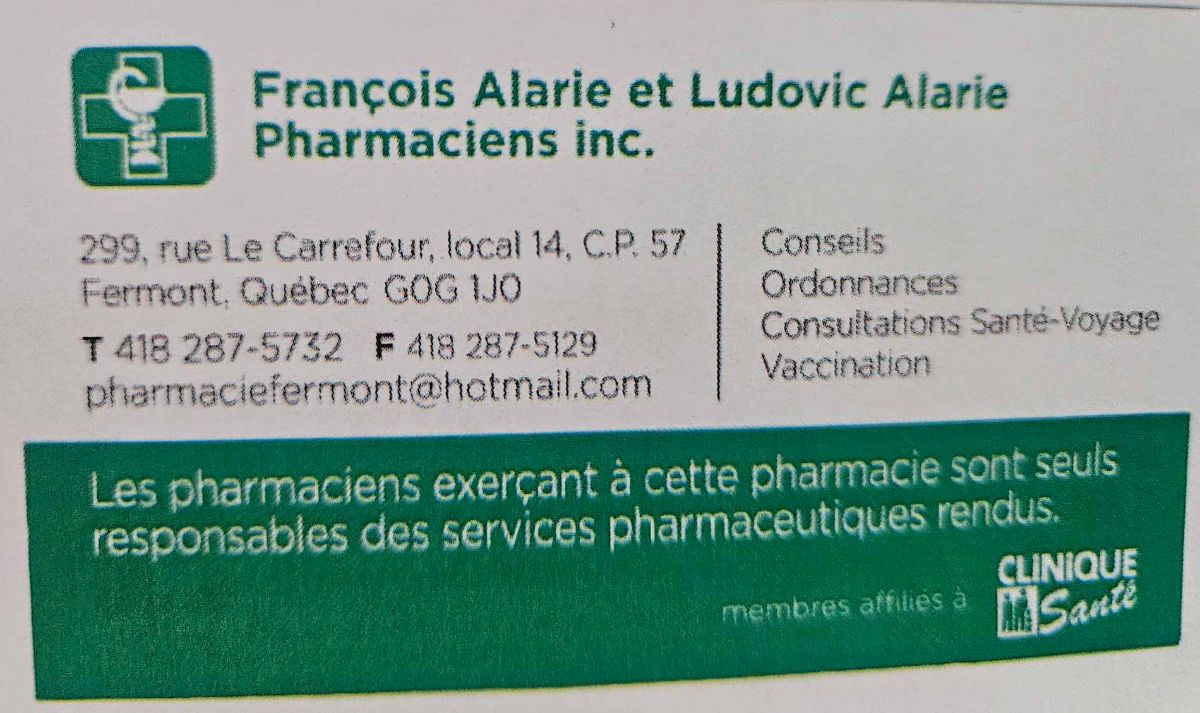 François Alarie et Ludovic Alarie
Pharmaciens inc.
299, rue Le Carrefour, local 14, C.P. 57
Fermont, Québec G0G 1J0
T 418 287-5732 F 418 287-5129
pharmaciefermont@hotmail.com
Conseils
Ordonnances
Consultations Santé-Voyage
Vaccination
Les pharmaciens exerçant à cette pharmacie sont seuls
responsables des services pharmaceutiques rendus.
membres affiliés à
CLINIQUE
Santé